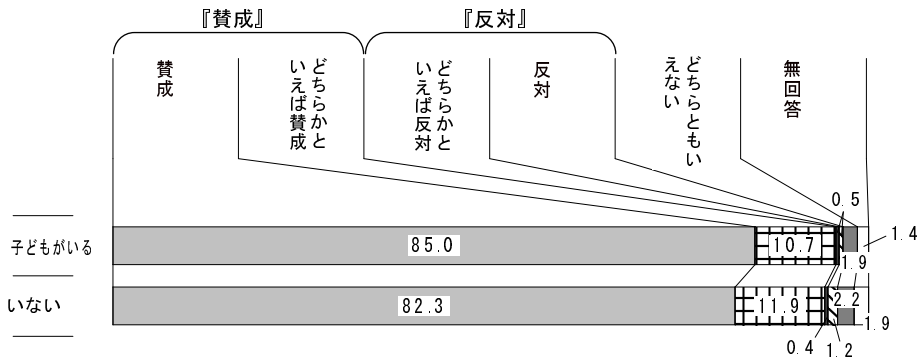 『賛成』
『反対』
賛成
どちらかと
いえば賛成
どちらかと
いえば反対
反対
どちらともい
えない
無回答
0.5
子どもがいる
85.0
10.7
1.4
1.9
いない
82.3
11.9
2.2
1.9
0.4
1.2